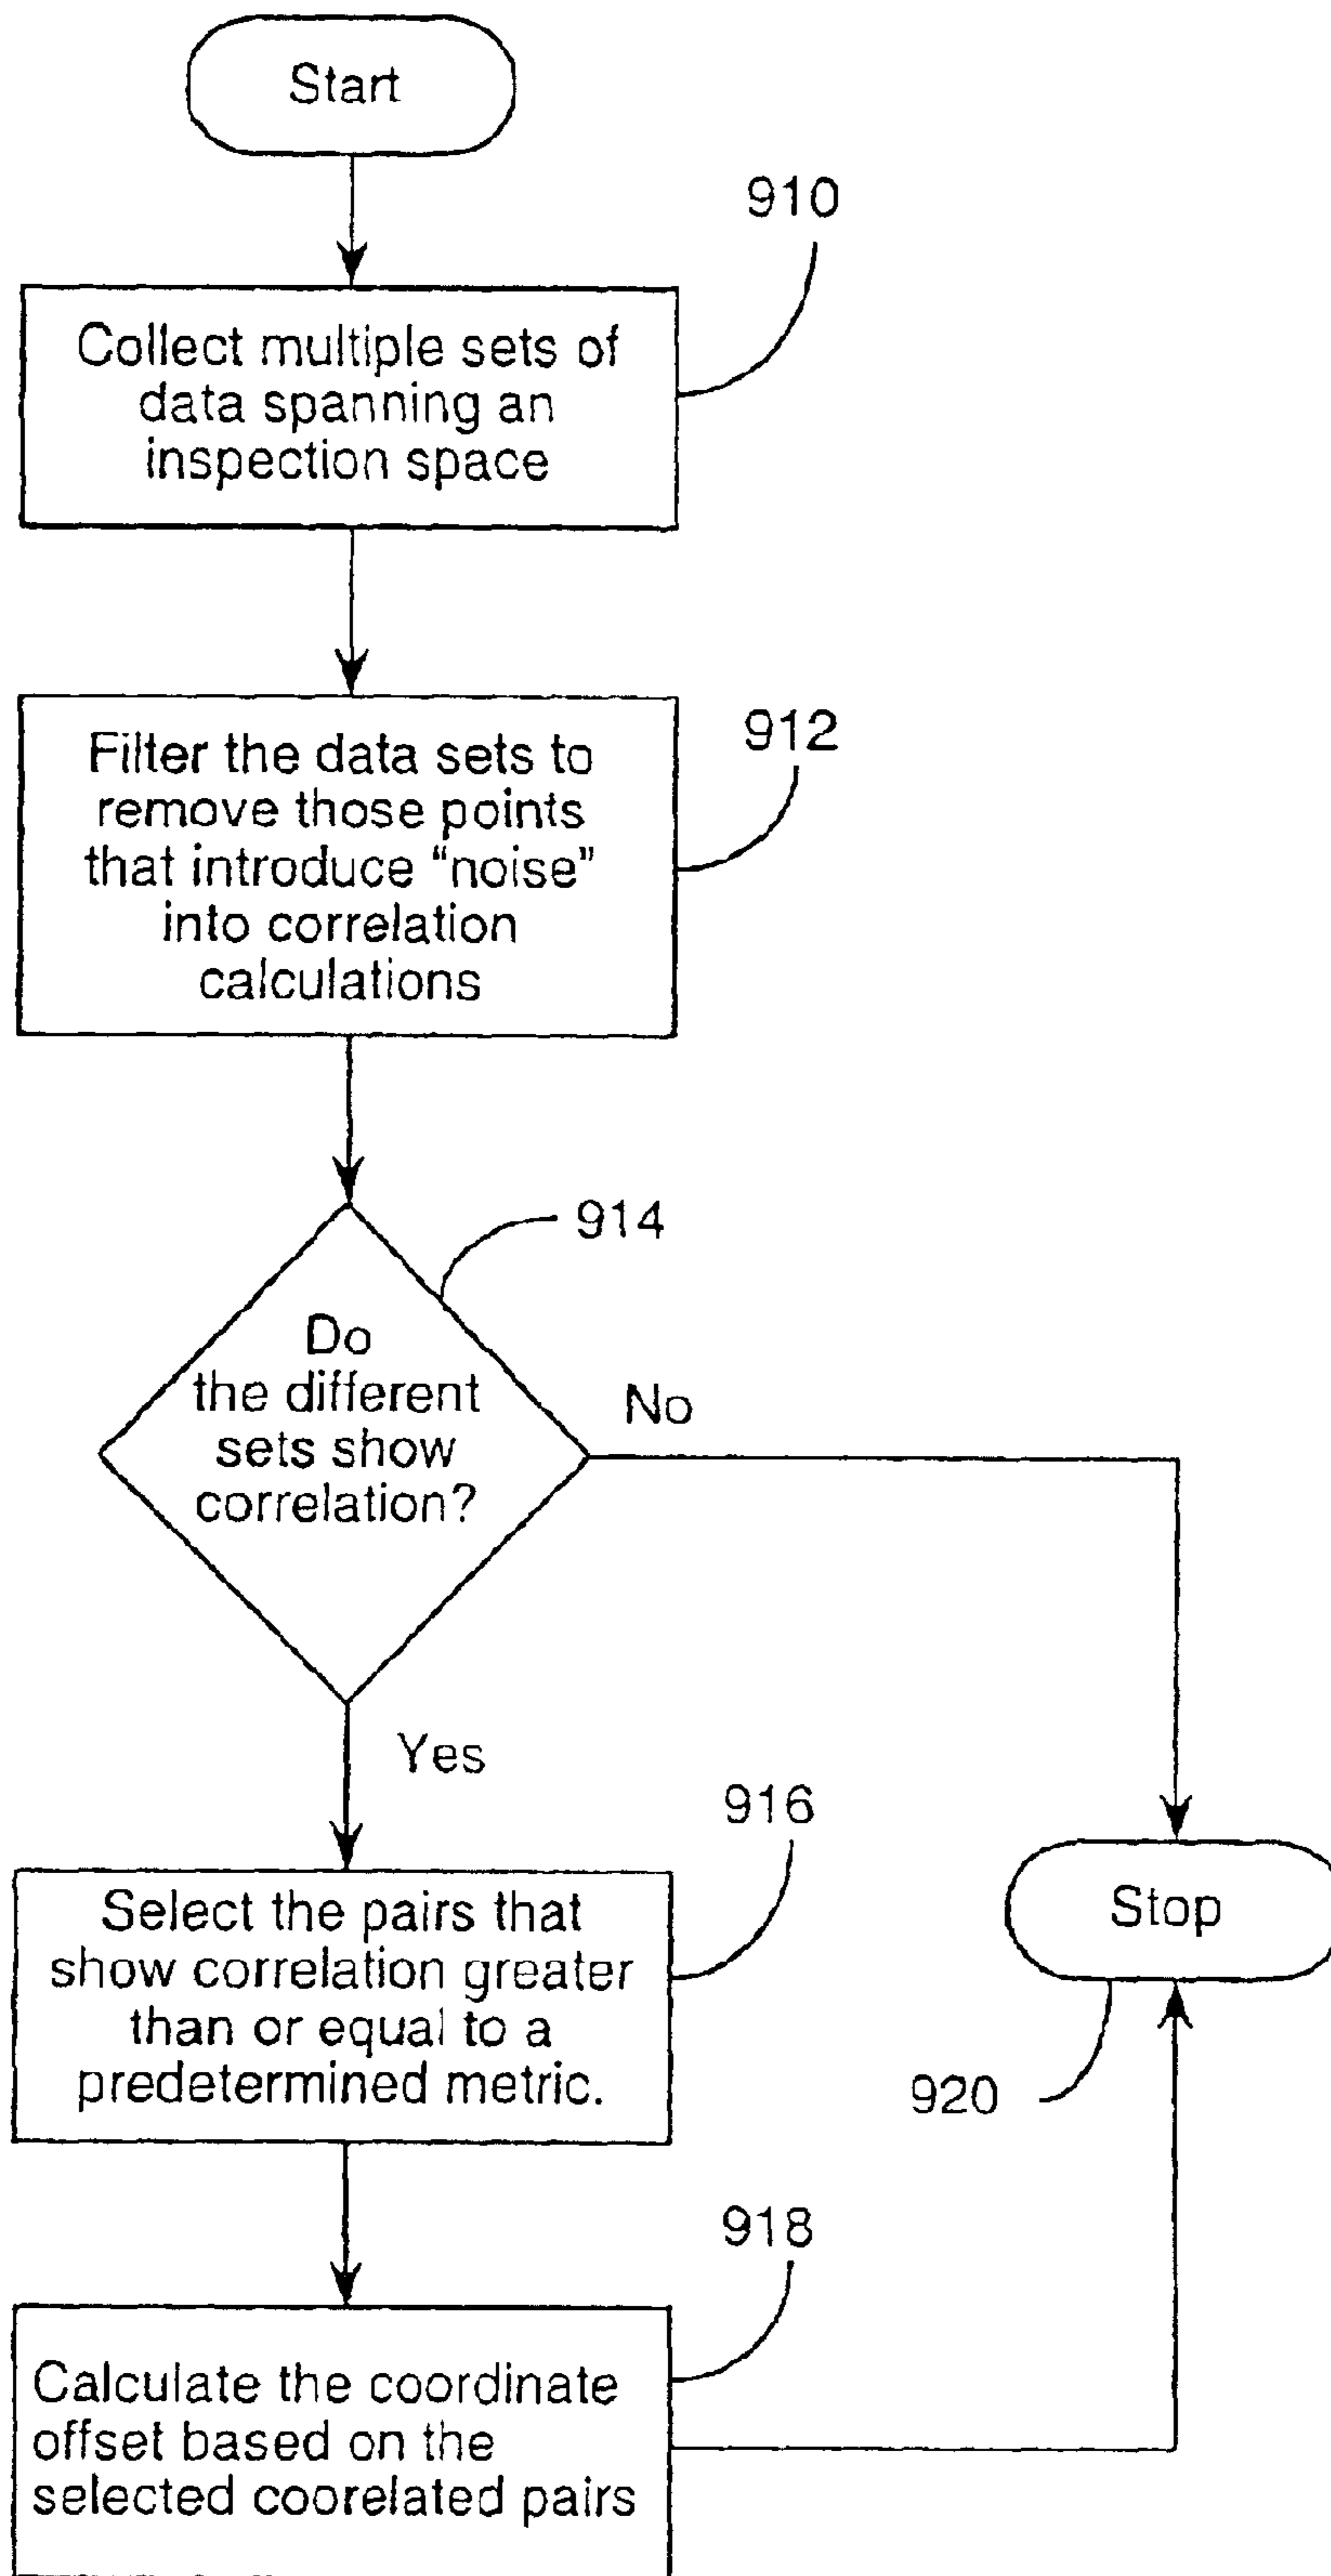 Start
910
Collect multiple sets of
data spanning an
inspection space
912
Filter the data sets to
remove those points
that introduce “noise”
into correlation
calculations
914
Do
the different
sets show
correlation?
No
Yes
916
Select the pairs that
show correlation greater
than or equal to a
predetermined metric.
Stop
920
918
Calculate the coordinate
offset based on the
selected coorelated pairs